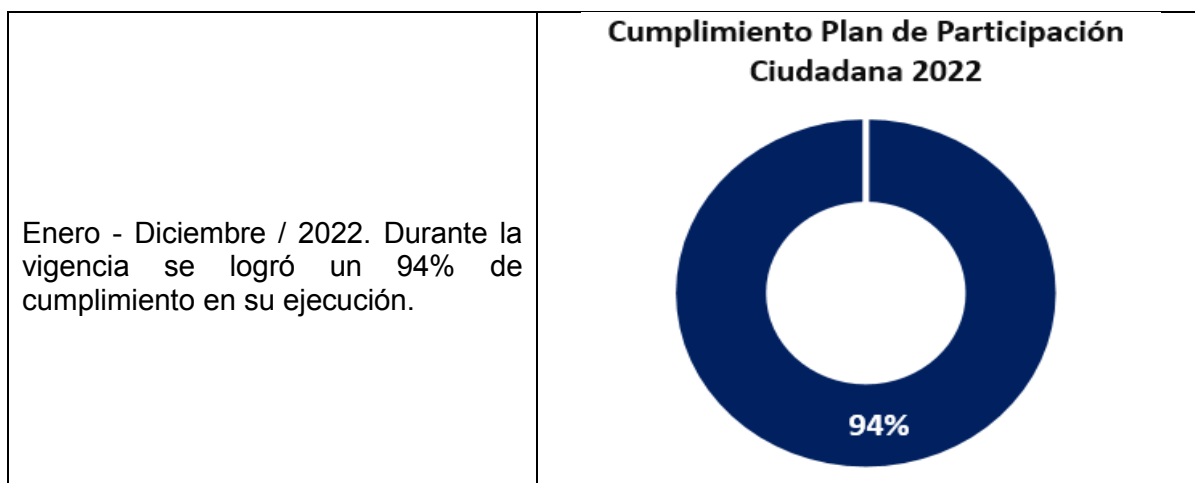 Enero - Diciembre / 2022. Durante la
vigencia se logró un 94% de
cumplimiento en su ejecución.
Cumplimiento Plan de Participación
Ciudadana 2022
94%